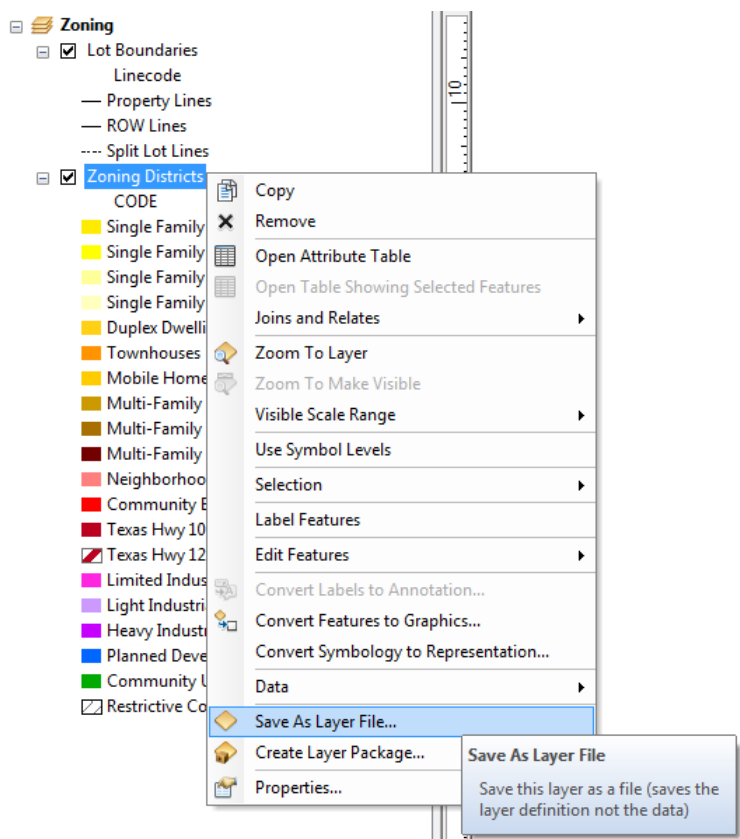 Zoning
Lot Boundaries
Linecode
Property Lines
ROW Lines
Split Lot Lines
Zoning Districts
CODE
Single Family
Single Family
Single Family
Single Family
Duplex Dwelli
Townhouses
Mobile Home
Multi-Family
Multi-Family
Multi-Family
Neighborhoo
Community B
Texas Hwy 10
Texas Hwy 12
Limited Indus
Light Industri
Heavy Industr
Planned Deve
Community U
Restrictive Co
10
Copy
Remove
Open Attribute Table
Open Table Showing Selected Features
Joins and Relates
Zoom To Layer
Zoom To Make Visible
Visible Scale Range
Use Symbol Levels
Selection
Label Features
Edit Features
Convert Labels to Annotation...
Convert Features to Graphics...
Convert Symbology to Representation...
Data
Save As Layer File...
Create Layer Package...
Properties...
Save As Layer File
Save this layer as a file (saves the
layer definition not the data)